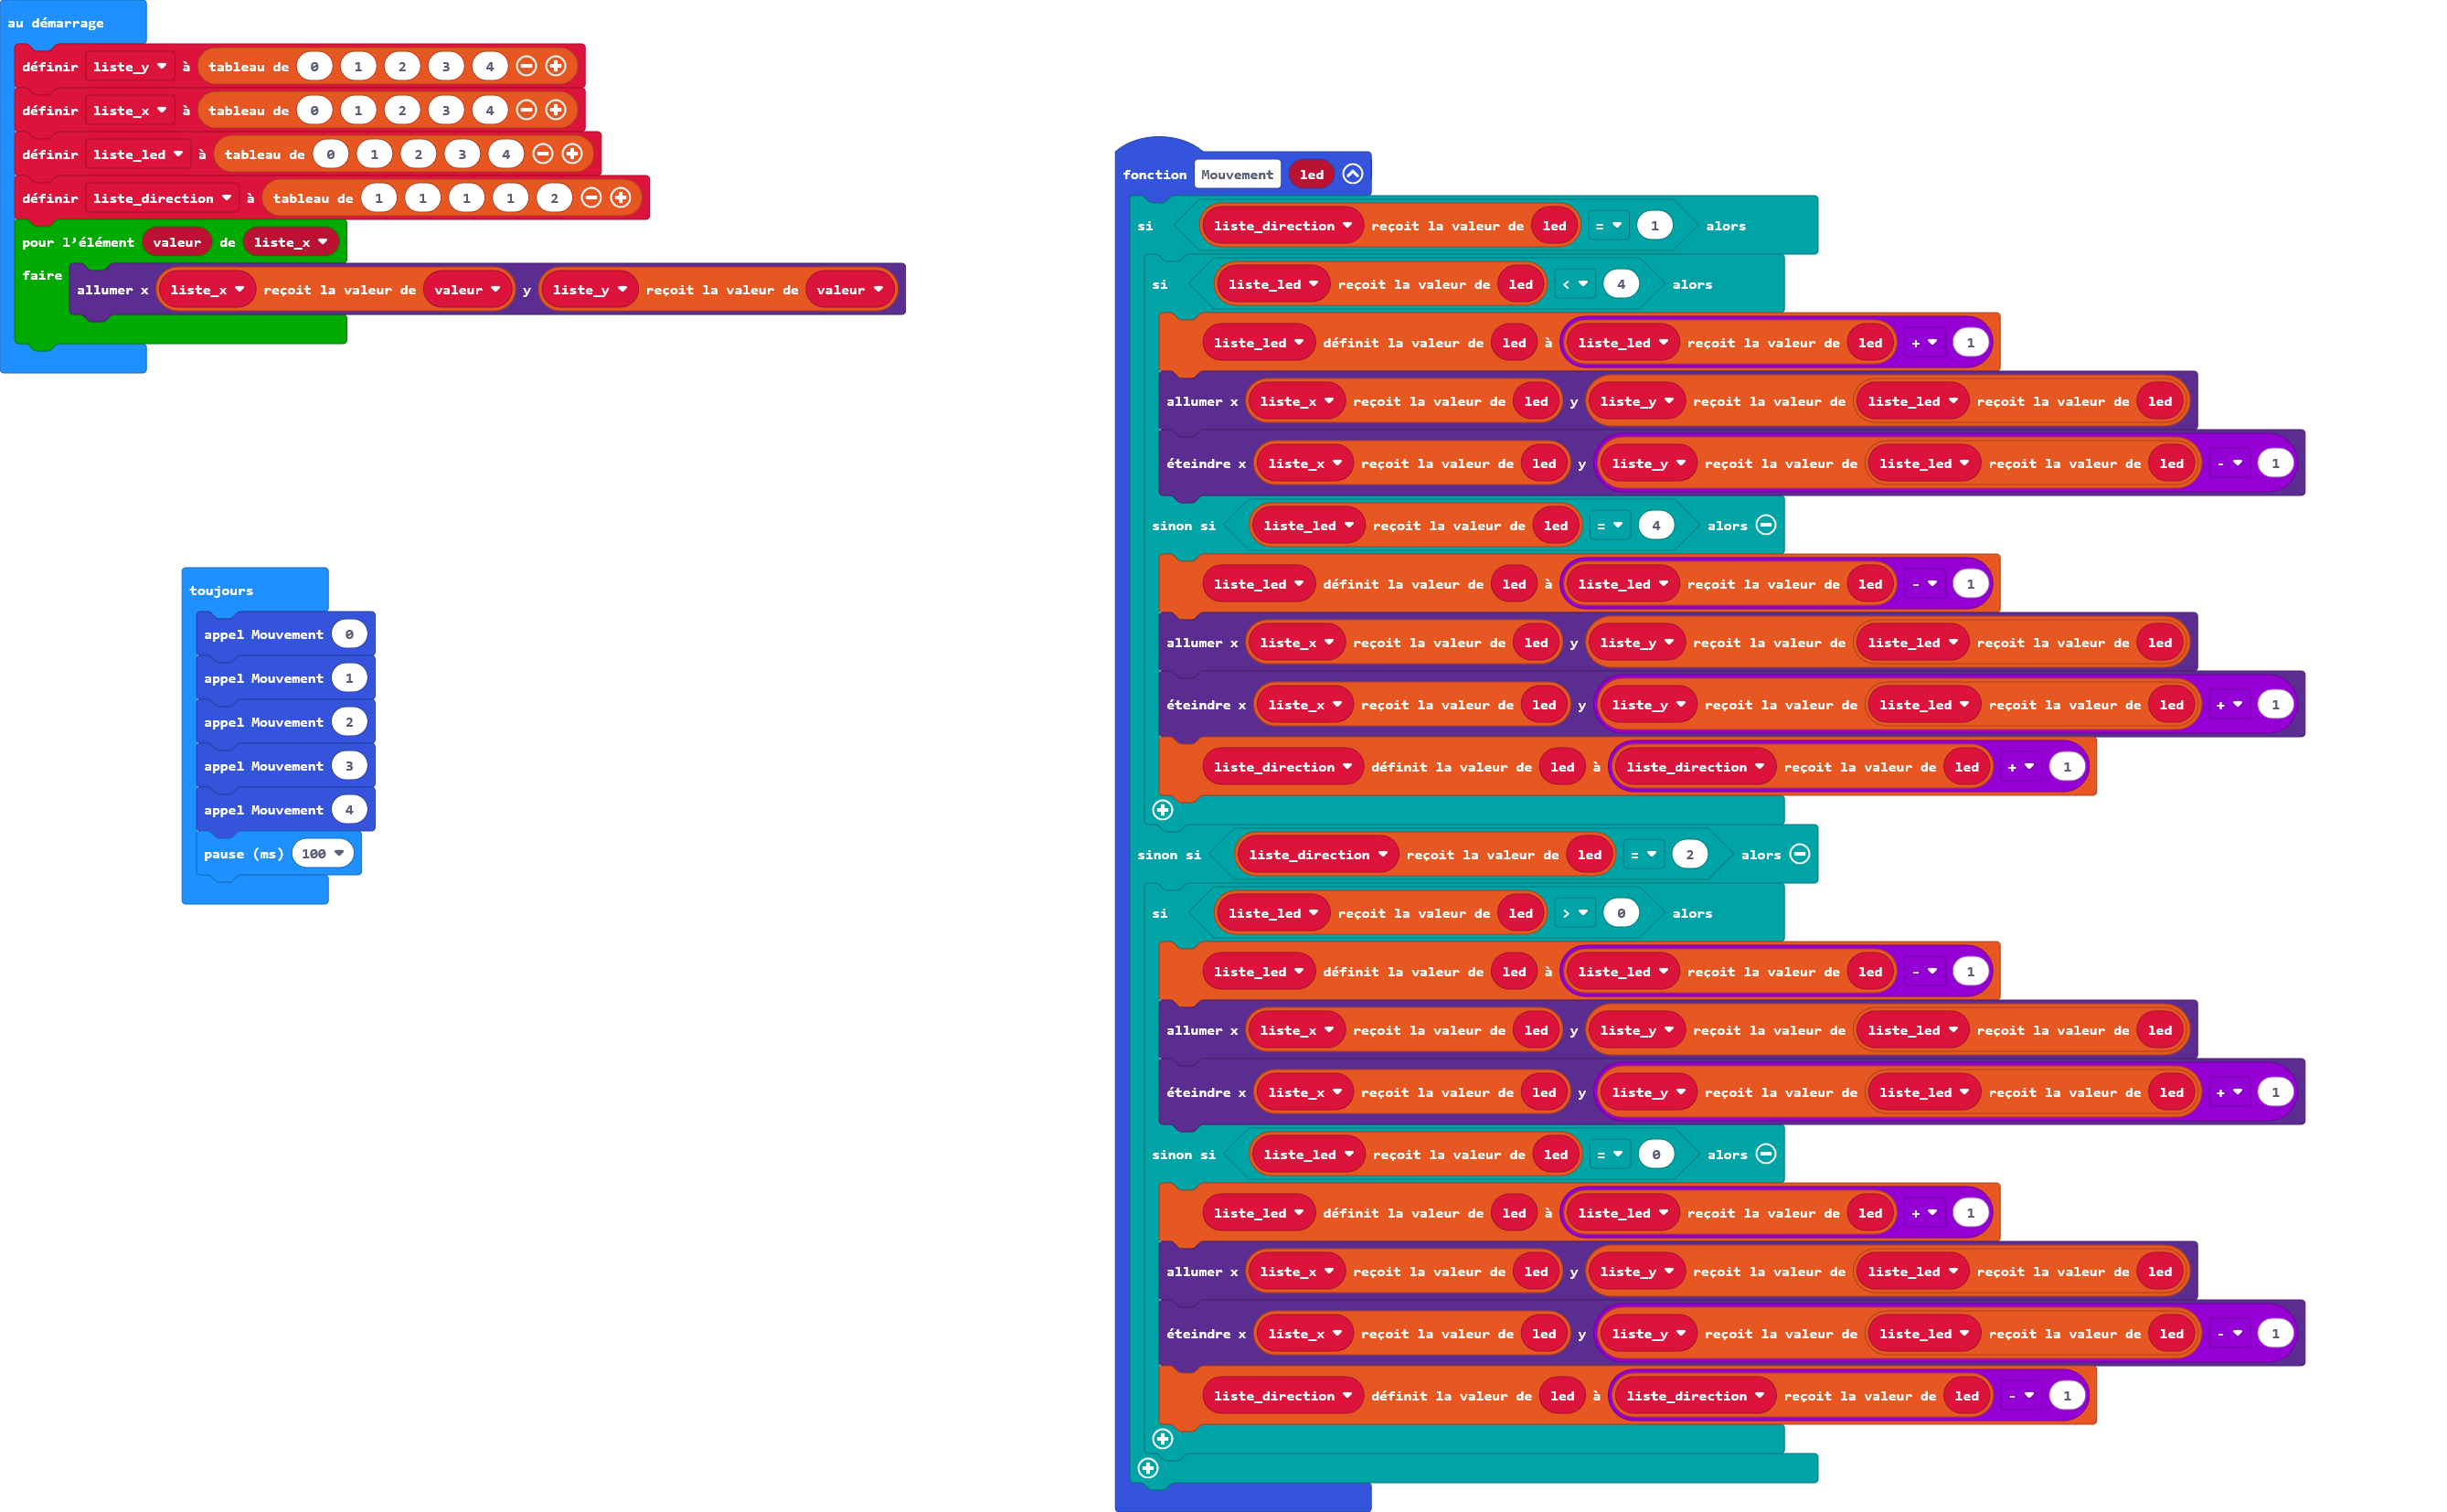 au démarrage
définir liste_y à tableau de 0 1 2 3 4
définir liste_x à tableau de 0 1 2 3 4
définir liste_led à tableau de 0 1 2 3 4
définir liste_direction à tableau de 1 1 1 1 2
pour l'élément valeur de liste_x
faire
allumer x liste_x reçoit la valeur de valeur y liste_y reçoit la valeur de valeur
toujours
appel Mouvement 0
appel Mouvement 1
appel Mouvement 2
appel Mouvement 3
appel Mouvement 4
pause (ms) 100
fonction Mouvement led
si liste_direction reçoit la valeur de led = 1 alors
si liste_led reçoit la valeur de led < 4 alors
liste_led définit la valeur de led à liste_led reçoit la valeur de led + 1
allumer x liste_x reçoit la valeur de led y liste_y reçoit la valeur de liste_led reçoit la valeur de led
éteindre x liste_x reçoit la valeur de led y liste_y reçoit la valeur de liste_led reçoit la valeur de led - 1
sinon si liste_led reçoit la valeur de led = 4 alors
liste_led définit la valeur de led à liste_led reçoit la valeur de led - 1
allumer x liste_x reçoit la valeur de led y liste_y reçoit la valeur de liste_led reçoit la valeur de led
éteindre x liste_x reçoit la valeur de led y liste_y reçoit la valeur de liste_led reçoit la valeur de led + 1
liste_direction définit la valeur de led à liste_direction reçoit la valeur de led + 1
sinon si liste_direction reçoit la valeur de led = 2 alors
si liste_led reçoit la valeur de led > 0 alors
liste_led définit la valeur de led à liste_led reçoit la valeur de led - 1
allumer x liste_x reçoit la valeur de led y liste_y reçoit la valeur de liste_led reçoit la valeur de led
éteindre x liste_x reçoit la valeur de led y liste_y reçoit la valeur de liste_led reçoit la valeur de led + 1
sinon si liste_led reçoit la valeur de led = 0 alors
liste_led définit la valeur de led à liste_led reçoit la valeur de led + 1
allumer x liste_x reçoit la valeur de led y liste_y reçoit la valeur de liste_led reçoit la valeur de led
éteindre x liste_x reçoit la valeur de led y liste_y reçoit la valeur de liste_led reçoit la valeur de led - 1
liste_direction définit la valeur de led à liste_direction reçoit la valeur de led - 1